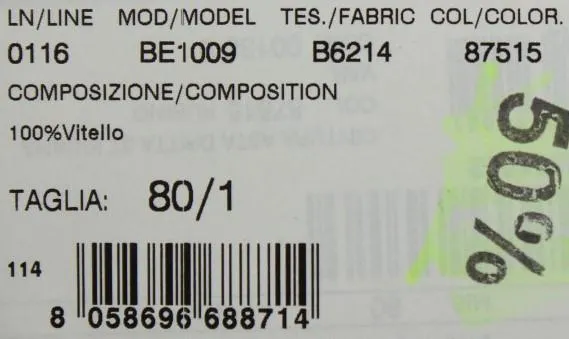 LN/LINE MOD/MODEL TES./FABRIC COL/COLOR.
0116 BE1009 B6214 87515
COMPOSIZIONE/COMPOSITION
100%Vitello
50%
TAGLIA: 80/1
114
8 058696 688714